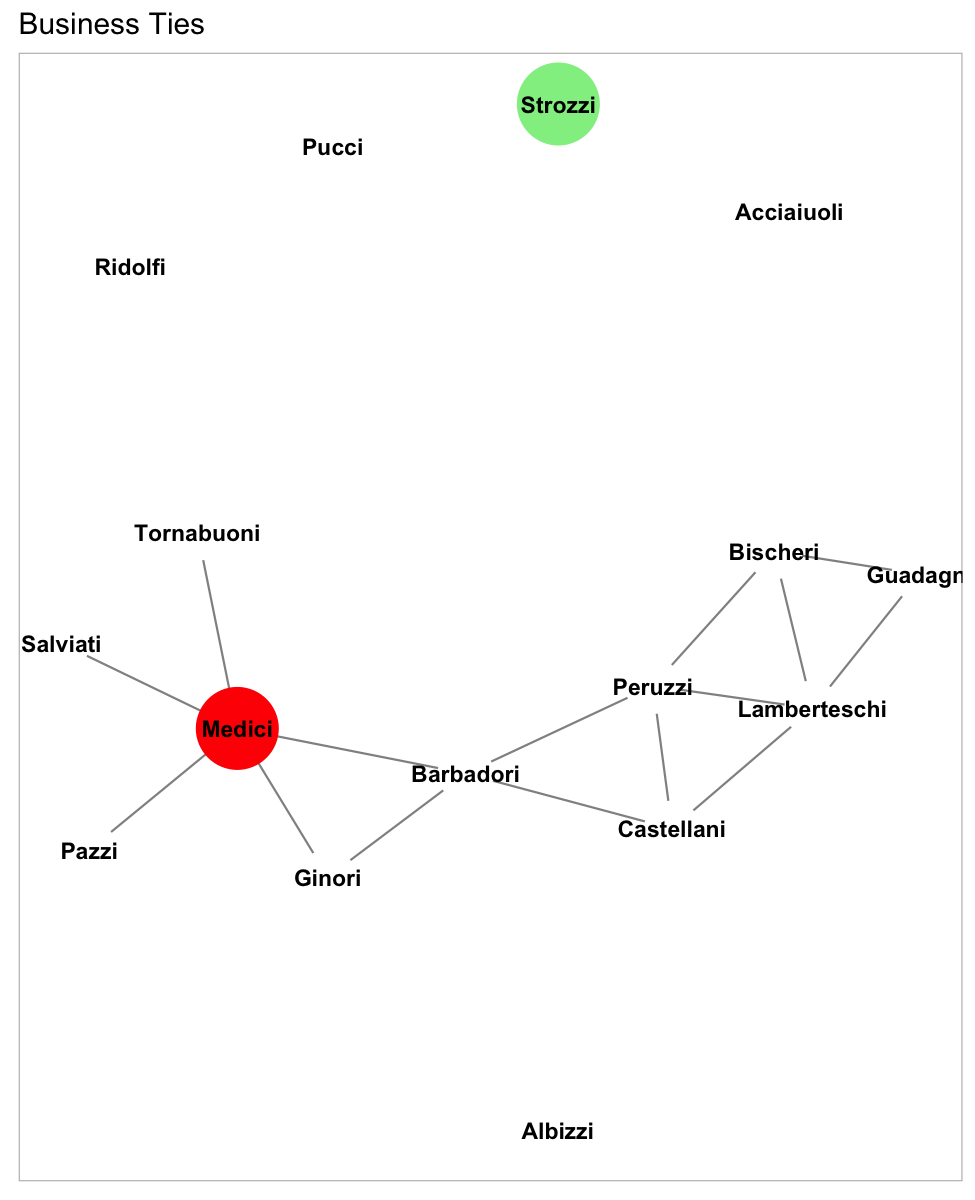 Business Ties
Strozzi
Pucci
Acciaiuoli
Ridolfi
Tornabuoni
Bischeri
Guadagn
Salviati
Peruzzi
Lamberteschi
Medici
Barbadori
Castellani
Pazzi
Ginori
Albizzi